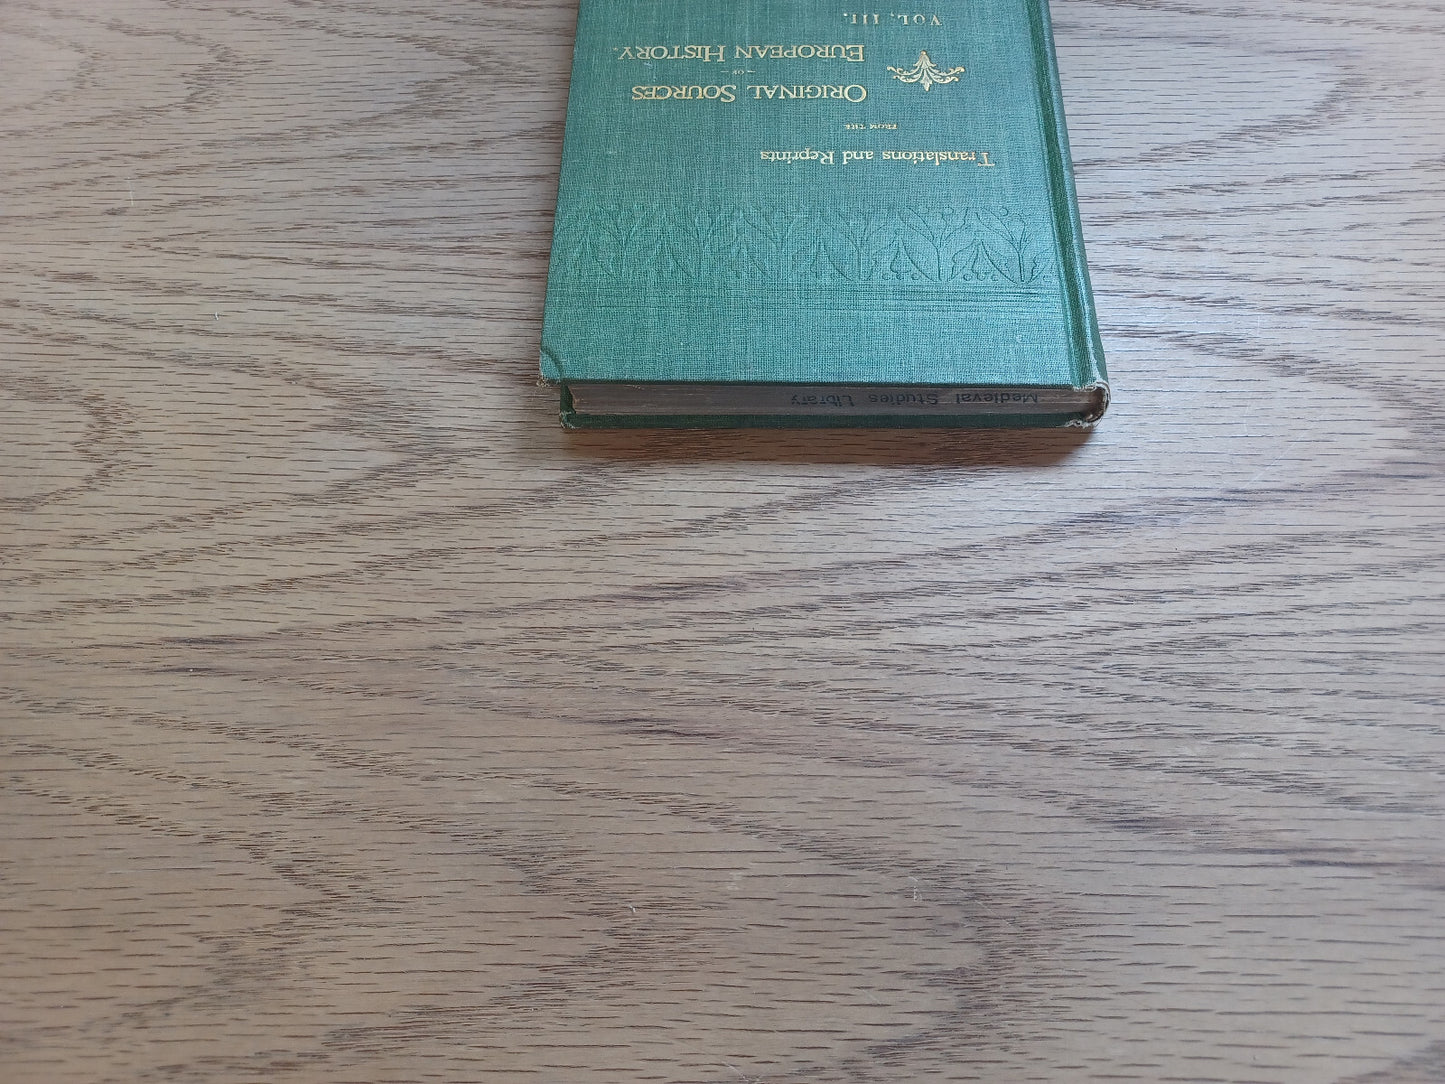 Translations and Reprints
FROM THE
ORIGINAL SOURCES
OF
EUROPEAN HISTORY.
VOL. III.
Medieval Studies Library